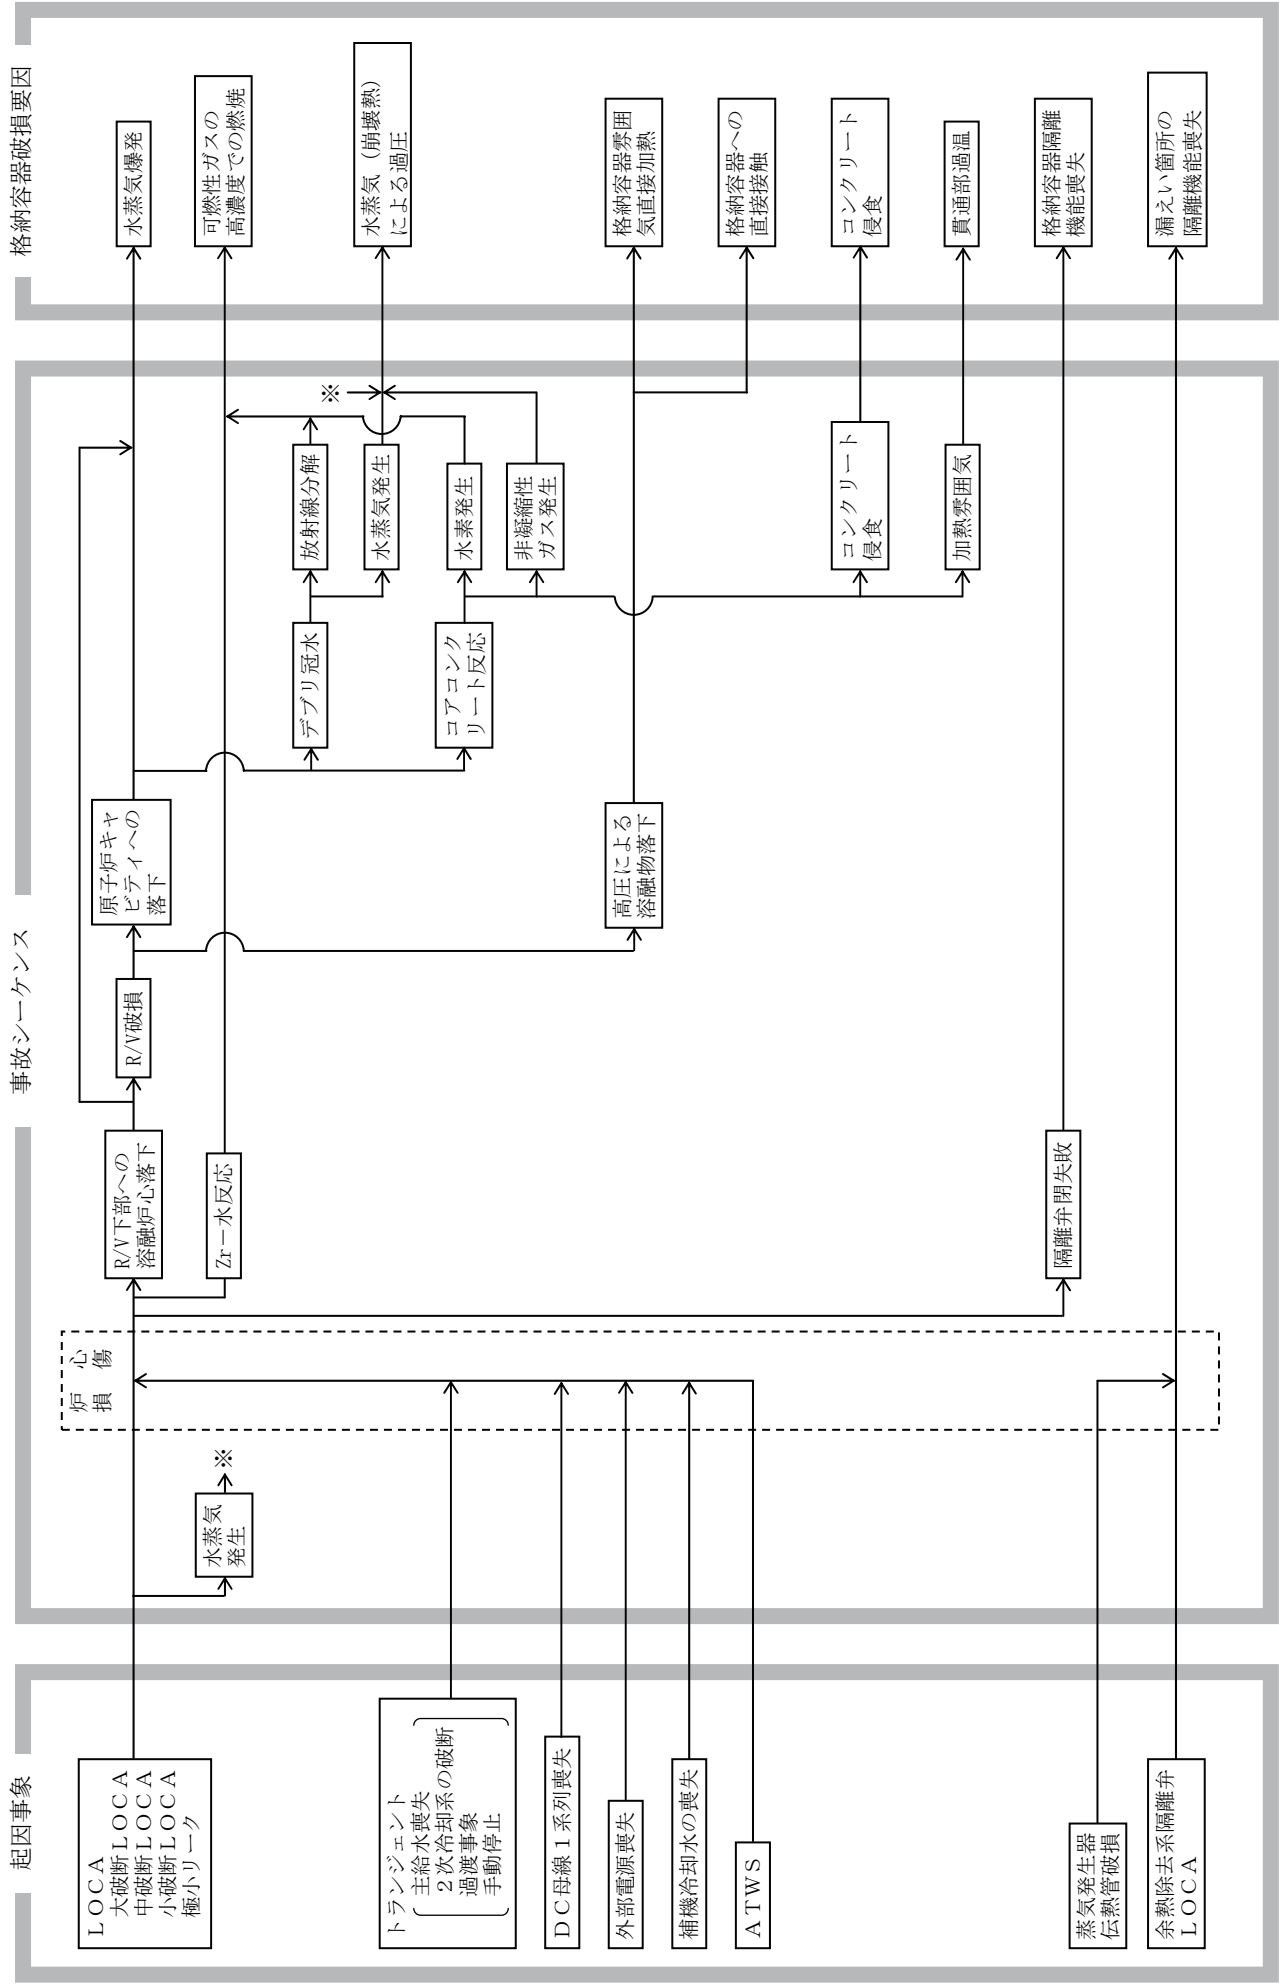 起因事象
LOCA
大破断LOCA
中破断LOCA
小破断LOCA
極小リーク
トランジェント
主給水喪失
2次冷却系の破断
過渡事象
手動停止
DC母線1系列喪失
外部電源喪失
補機冷却水の喪失
ATWS
蒸気発生器
伝熱管破損
余熱除去系隔離弁
LOCA
事故シーケンス
水蒸気
発生
※
炉心
損傷
R/V下部への
溶融炉心落下
Zr－水反応
隔離弁閉失敗
R/V破損
原子炉キャ
ビティへの
落下
高圧による
溶融物落下
デブリ冠水
コアコンク
リート反応
放射線分解
水蒸気発生
水素発生
非凝縮性
ガス発生
コンクリート
侵食
加熱雰囲気
※
格納容器破損要因
水蒸気爆発
可燃性ガスの
高濃度での燃焼
水蒸気（崩壊熱）
による過圧
格納容器雰囲
気直接加熱
格納容器への
直接接触
コンクリート
侵食
貫通部過温
格納容器隔離
機能喪失
漏えい箇所の
隔離機能喪失